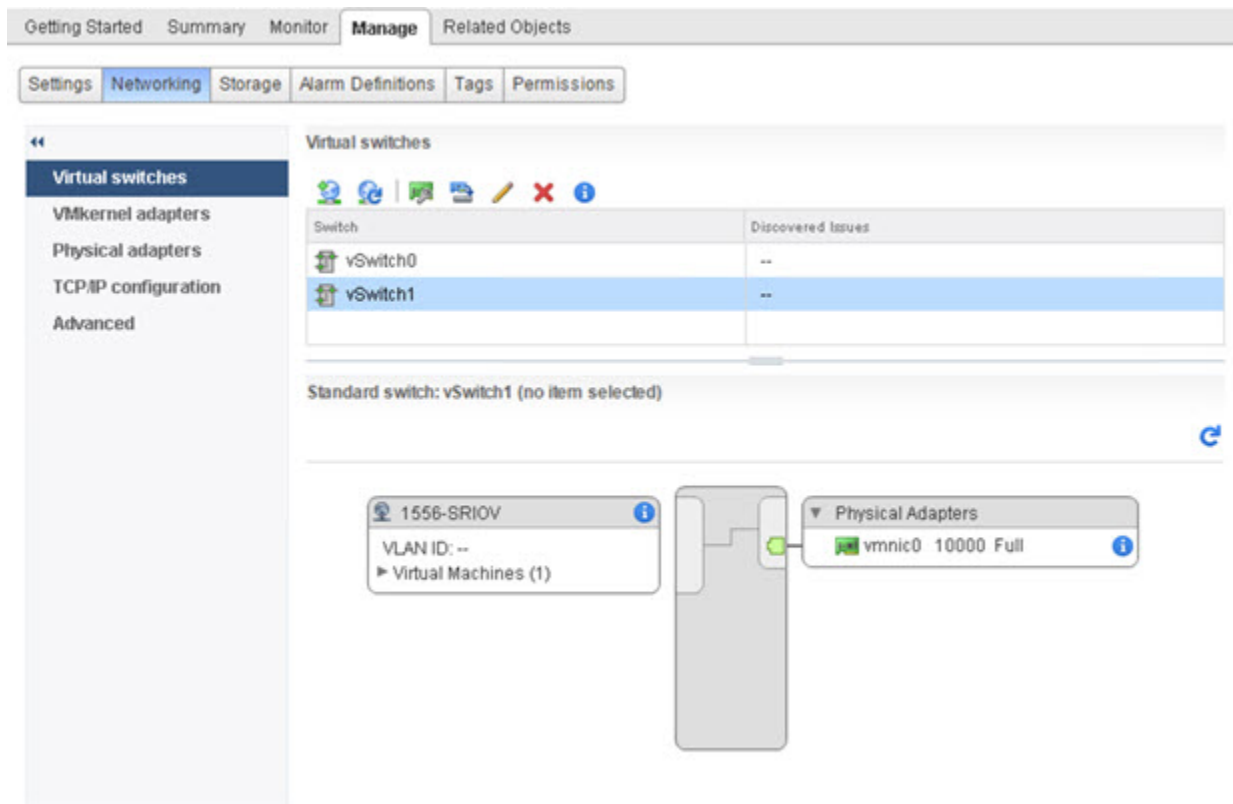 Getting Started Summary Monitor Manage Related Objects
Settings Networking Storage Alarm Definitions Tags Permissions
Virtual switches
VMkernel adapters
Physical adapters
TCP/IP configuration
Advanced
Virtual switches
Switch Discovered Issues
vSwitch0 --
vSwitch1 --
Standard switch: vSwitch1 (no item selected)
1556-SRIOV
VLAN ID: --
Virtual Machines (1)
Physical Adapters
vmnic0 10000 Full